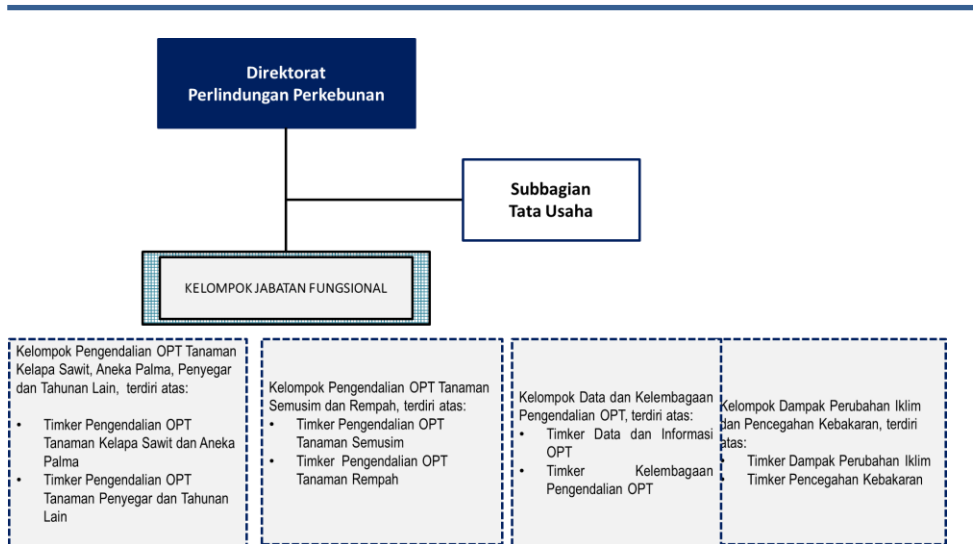 Direktorat
Perlindungan Perkebunan
Subbagian
Tata Usaha
KELOMPOK JABATAN FUNGSIONAL
Kelompok Pengendalian OPT Tanaman
Kelapa Sawit, Aneka Palma, Penyegar
dan Tahunan Lain, terdiri atas:
• Timker Pengendalian OPT
Tanaman Kelapa Sawit dan Aneka
Palma
• Timker Pengendalian OPT
Tanaman Penyegar dan Tahunan
Lain
Kelompok Pengendalian OPT Tanaman
Semusim dan Rempah, terdiri atas:
• Timker Pengendalian OPT
Tanaman Semusim
• Timker Pengendalian OPT
Tanaman Rempah
Kelompok Data dan Kelembagaan
Pengendalian OPT, terdiri atas:
• Timker Data dan Informasi
OPT
• Timker Kelembagaan
Pengendalian OPT
Kelompok Dampak Perubahan Iklim
dan Pencegahan Kebakaran, terdiri
atas:
• Timker Dampak Perubahan Iklim
• Timker Pencegahan Kebakaran